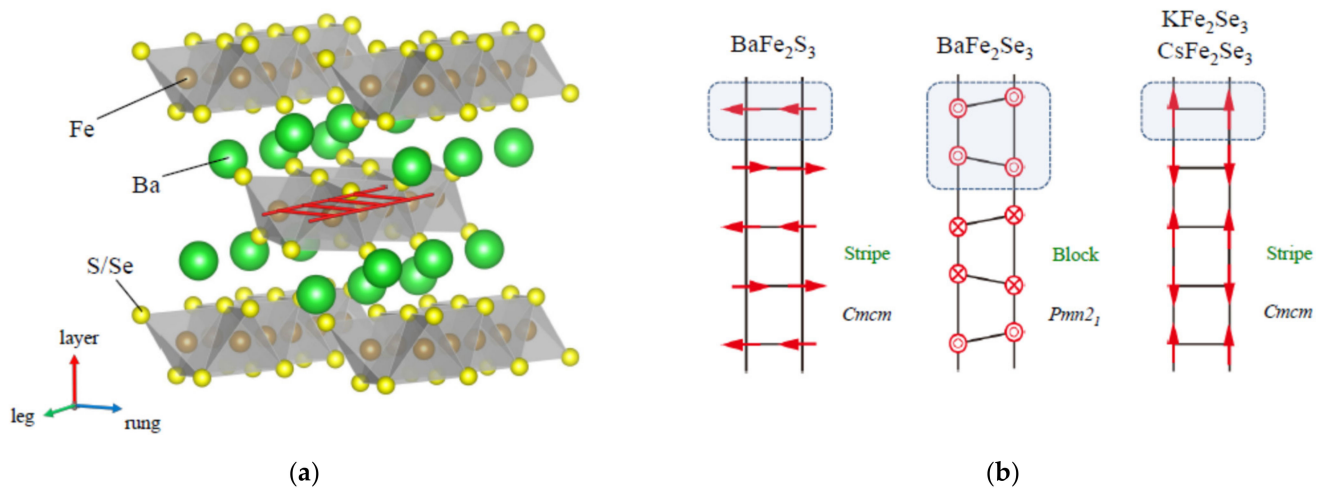 Fe
Ba
S/Se
layer
leg
rung
(a)
BaFe₂S₃
Stripe
Cmcm
BaFe₂Se₃
Block
Pmn2₁
KFe₂Se₃
CsFe₂Se₃
Stripe
Cmcm
(b)